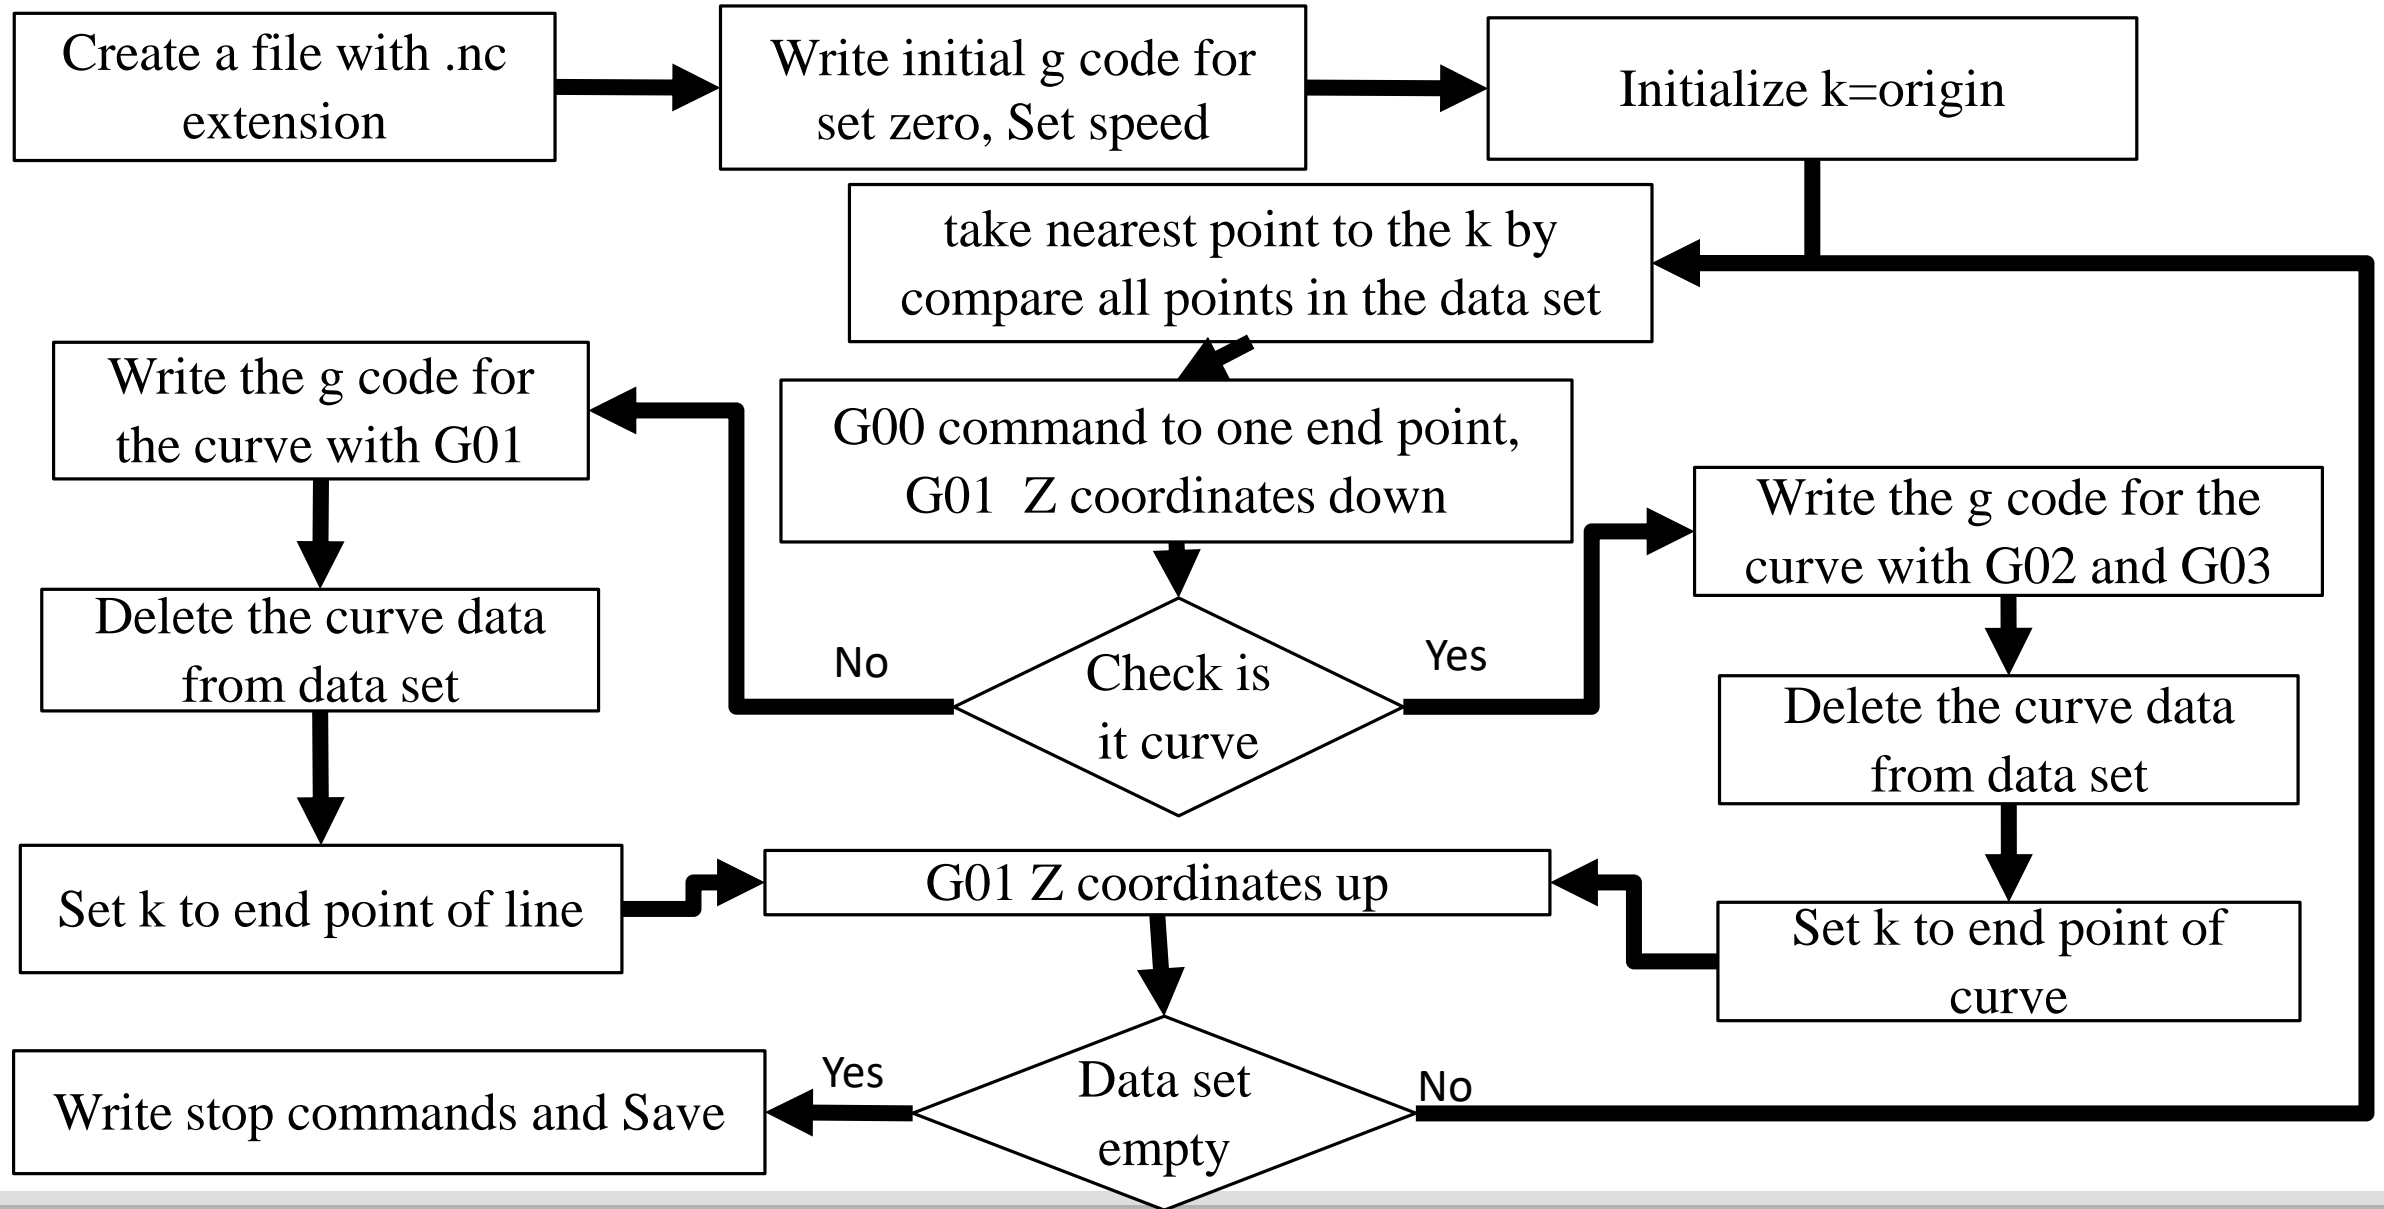 Create a file with .nc
extension
Write initial g code for
set zero, Set speed
Initialize k=origin
take nearest point to the k by
compare all points in the data set
G00 command to one end point,
G01  Z coordinates down
Check is
it curve
No
Yes
Write the g code for
the curve with G01
Delete the curve data
from data set
Set k to end point of line
Write the g code for the
curve with G02 and G03
Delete the curve data
from data set
Set k to end point of
curve
G01 Z coordinates up
Data set
empty
Yes
No
Write stop commands and Save